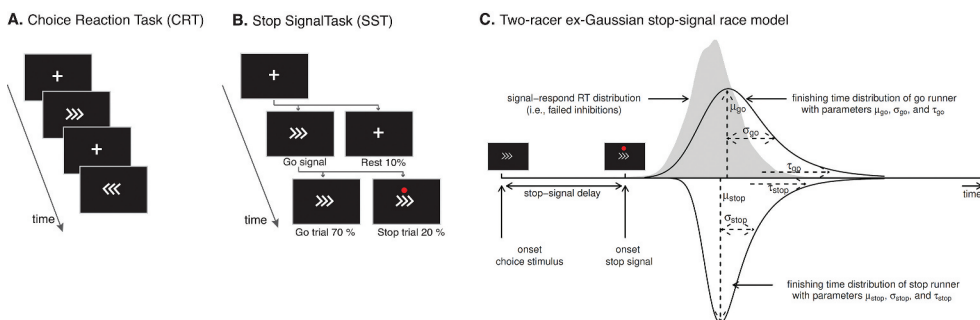 A. Choice Reaction Task (CRT)
time
B. Stop SignalTask (SST)
Go signal
Rest 10%
Go trial 70 %
Stop trial 20 %
time
C. Two-racer ex-Gaussian stop-signal race model
signal-respond RT distribution
(i.e., failed inhibitions)
μgo
σgo
τgo
finishing time distribution of go runner
with parameters μgo, σgo, and τgo
stop-signal delay
time
μstop
σstop
τstop
onset
choice stimulus
onset
stop signal
finishing time distribution of stop runner
with parameters μstop, σstop, and τstop